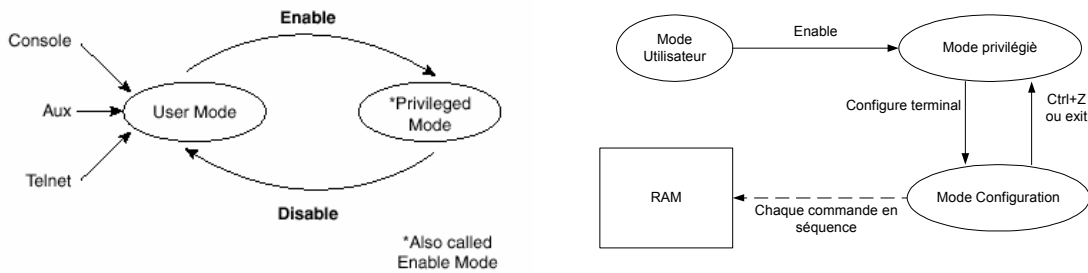 Enable
Console
Aux
Telnet
User Mode
*Privileged
Mode
Disable
*Also called
Enable Mode
Mode
Utilisateur
Enable
Mode privilégiè
Configure terminal
Ctrl+Z
ou exit
RAM
Chaque commande en
séquence
Mode Configuration